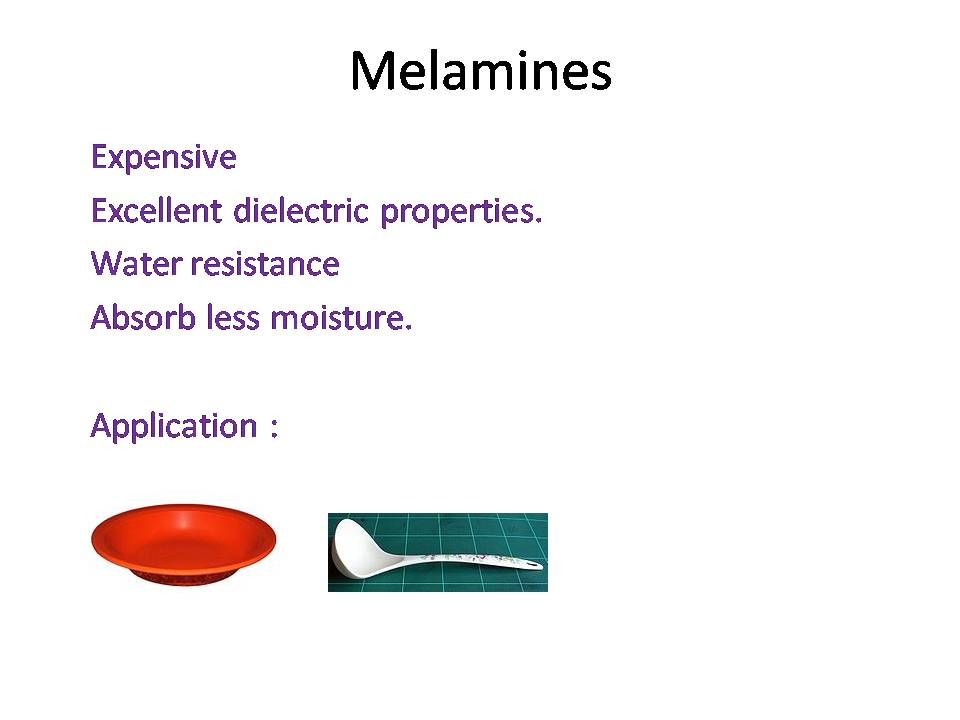 Melamines
Expensive
Excellent dielectric properties.
Water resistance
Absorb less moisture.
Application :